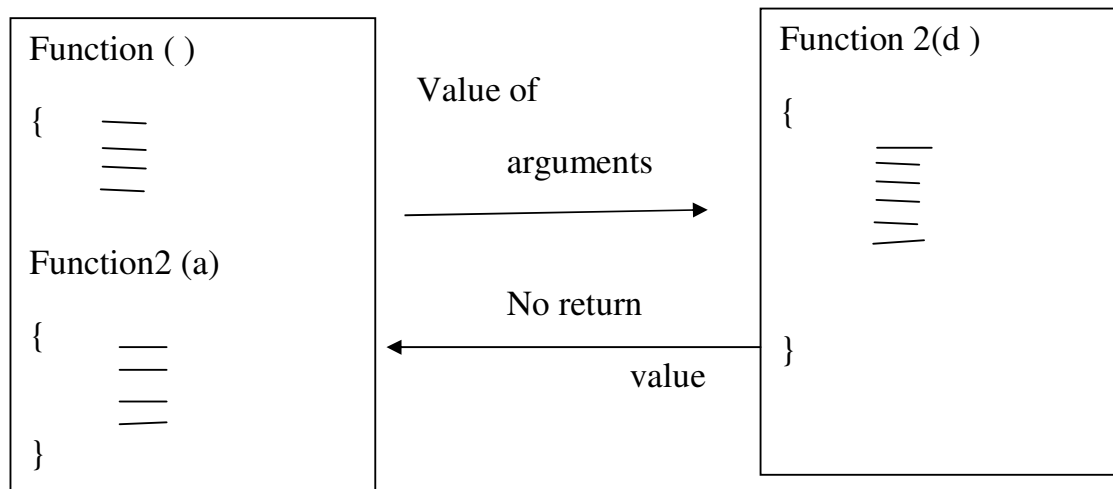 Function ( )
{
Function2 (a)
{
}
Value of
arguments
No return
value
Function 2(d )
{
}